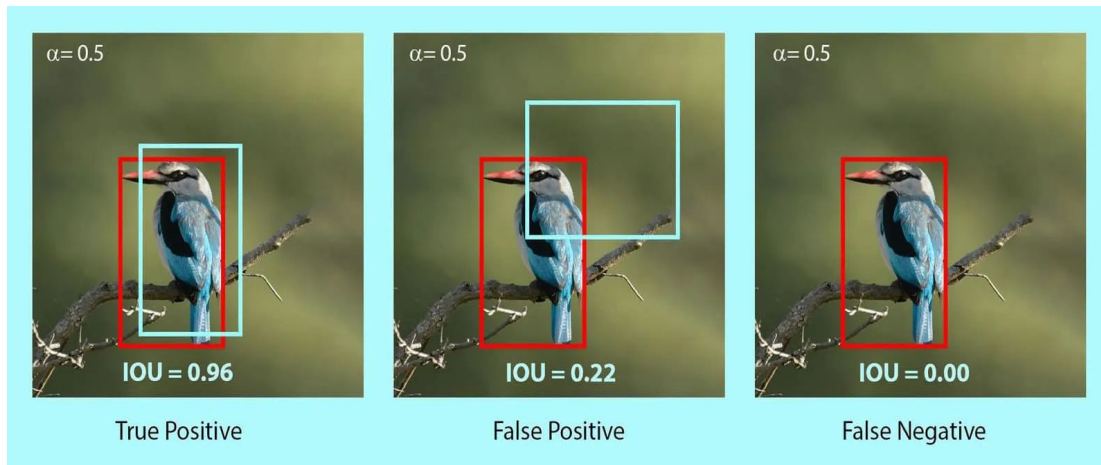 α= 0.5
IOU = 0.96
True Positive
α= 0.5
IOU = 0.22
False Positive
α= 0.5
IOU = 0.00
False Negative